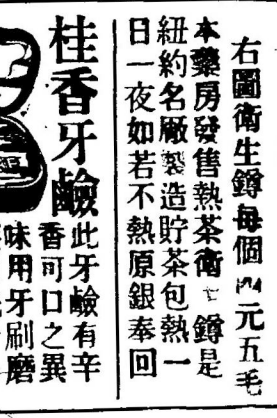 右圖衛生鐏每個四元五毛
本藥房發售熱茶衛生鐏是
紐約名廠製造貯茶包熱一
日一夜如若不熱原銀奉回
桂香牙鹼
此牙鹼有辛
香可口之異
味用牙刷磨